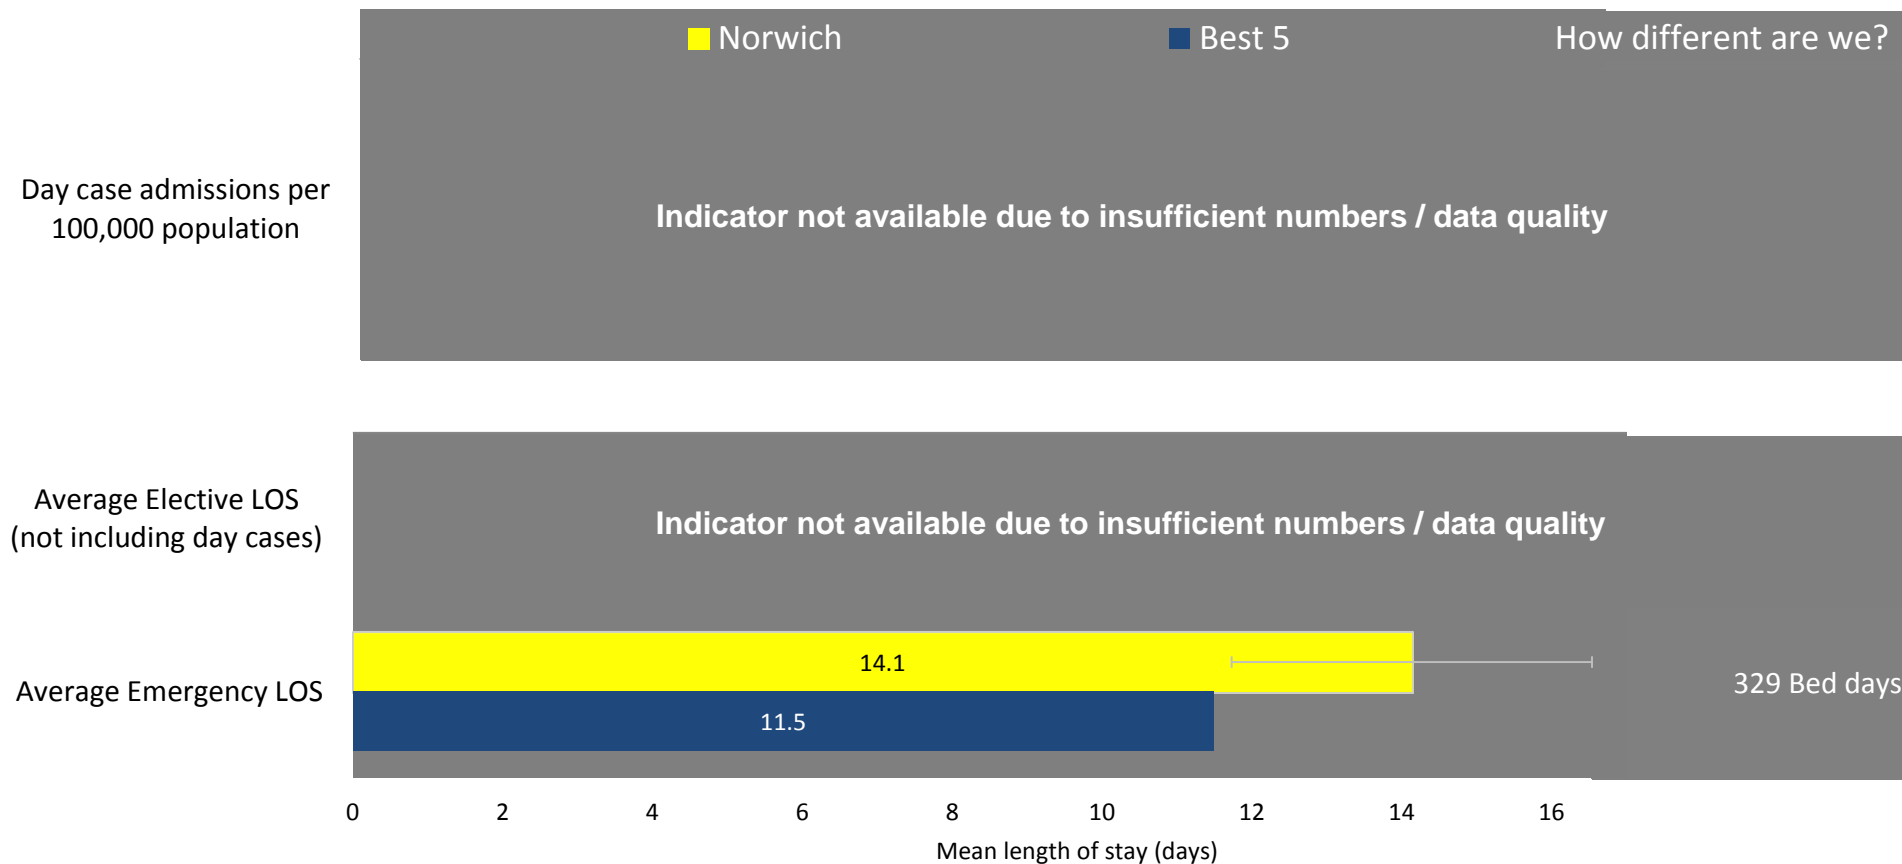 Norwich Best 5 How different are we?
Day case admissions per
100,000 population
Indicator not available due to insufficient numbers / data quality
Average Elective LOS
(not including day cases)
Indicator not available due to insufficient numbers / data quality
Average Emergency LOS
14.1
11.5
329 Bed days
0 2 4 6 8 10 12 14 16
Mean length of stay (days)